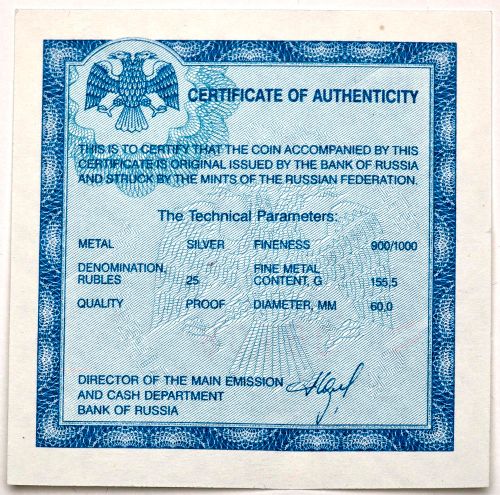 CERTIFICATE OF AUTHENTICITY
THIS IS TO CERTIFY THAT THE COIN ACCOMPANIED BY THIS
CERTIFICATE IS ORIGINAL ISSUED BY THE BANK OF RUSSIA
AND STRUCK BY THE MINTS OF THE RUSSIAN FEDERATION.
The Technical Parameters:
METAL SILVER FINENESS 900/1000
DENOMINATION, RUBLES 25 FINE METAL CONTENT, G 155,5
QUALITY PROOF DIAMETER, MM 60,0
DIRECTOR OF THE MAIN EMISSION
AND CASH DEPARTMENT
BANK OF RUSSIA